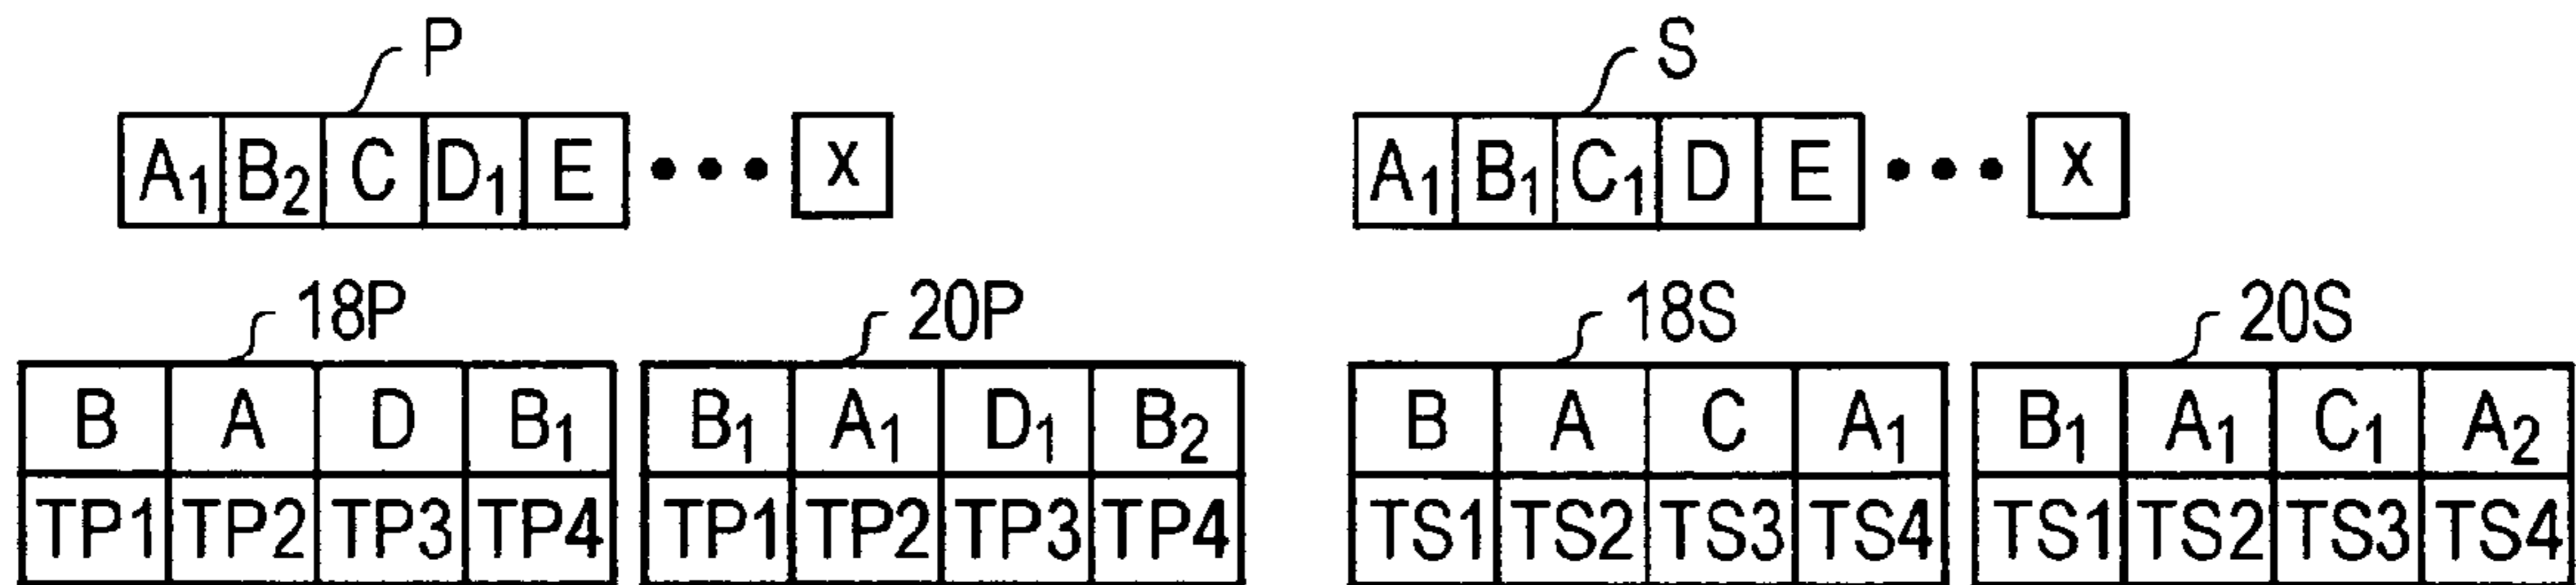 P S
A₁ B₂ C D₁ E ••• X A₁ B₁ C₁ D E ••• X
18P 20P 18S 20S
B A D B₁ B₁ A₁ D₁ B₂ B A C A₁ B₁ A₁ C₁ A₂
TP1 TP2 TP3 TP4 TP1 TP2 TP3 TP4 TS1 TS2 TS3 TS4 TS1 TS2 TS3 TS4